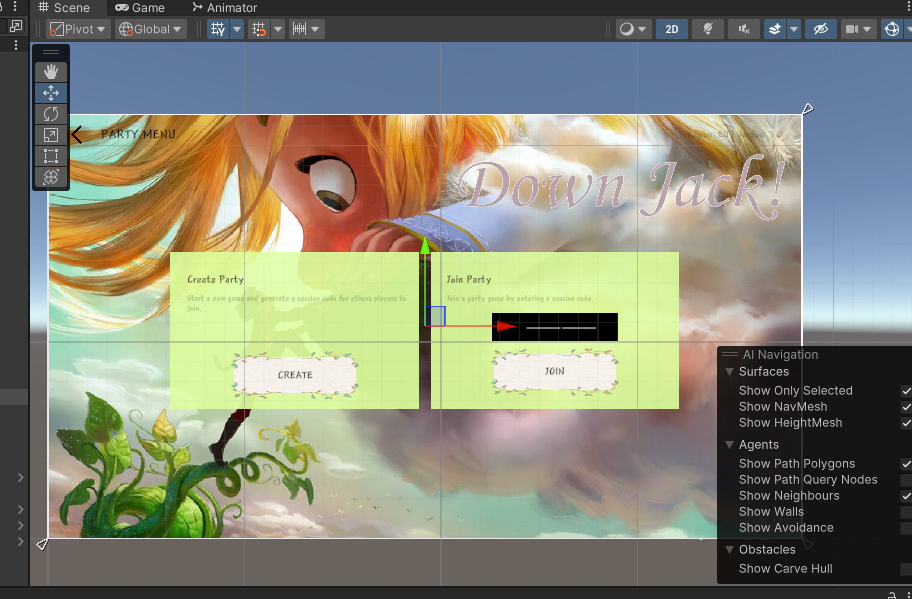 Scene
Game
Animator
Pivot
Global
2D
PARTY MENU
Down Jack!
Create Party
Start a new game and generate a session code for others players to
join.
CREATE
Join Party
Join a party game by entering a session code.
JOIN
AI Navigation
Surfaces
Show Only Selected
Show NavMesh
Show HeightMesh
Agents
Show Path Polygons
Show Path Query Nodes
Show Neighbours
Show Walls
Show Avoidance
Obstacles
Show Carve Hull